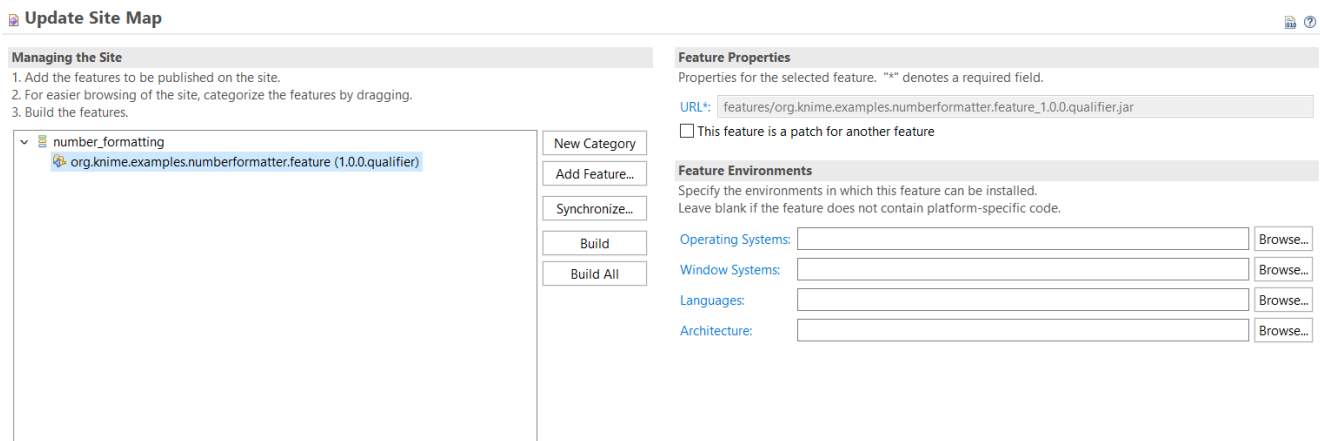 Update Site Map
Managing the Site
1. Add the features to be published on the site.
2. For easier browsing of the site, categorize the features by dragging.
3. Build the features.
number_formatting
org.knime.examples.numberformatter.feature (1.0.0.qualifier)
New Category
Add Feature...
Synchronize...
Build
Build All
Feature Properties
Properties for the selected feature.  "*" denotes a required field.
URL*: features/org.knime.examples.numberformatter.feature_1.0.0.qualifier.jar
This feature is a patch for another feature
Feature Environments
Specify the environments in which this feature can be installed.
Leave blank if the feature does not contain platform-specific code.
Operating Systems: Browse...
Window Systems: Browse...
Languages: Browse...
Architecture: Browse...